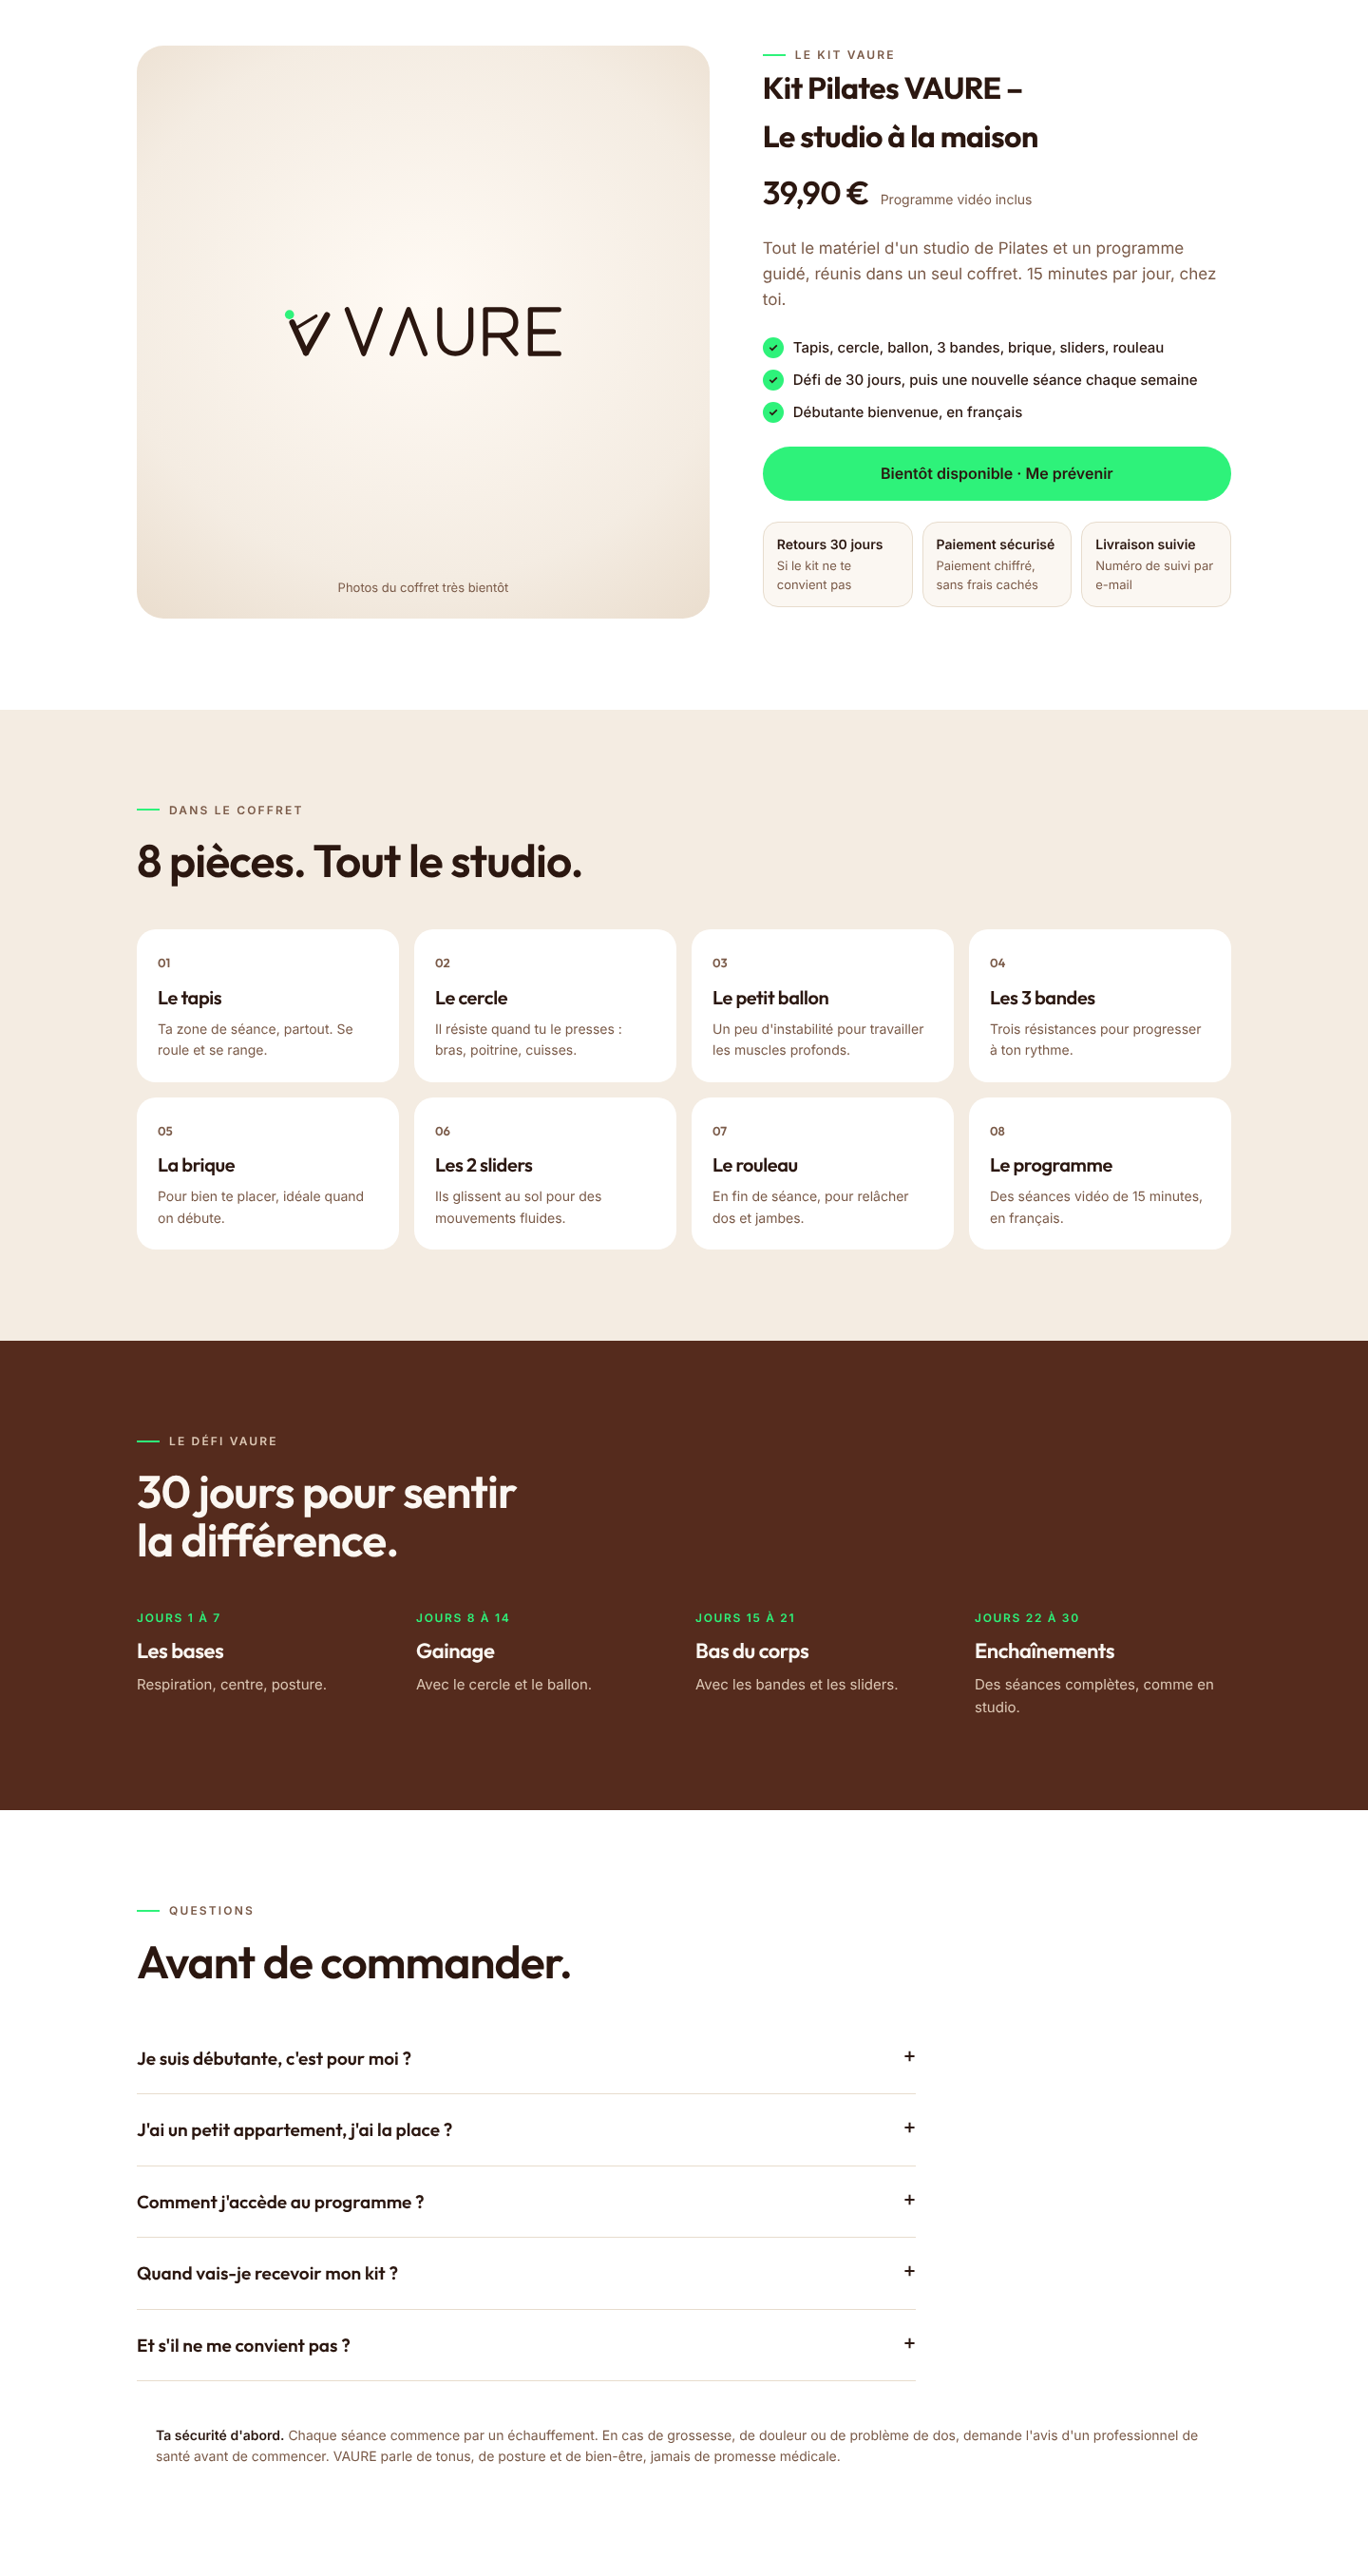 VAURE
Photos du coffret très bientôt
LE KIT VAURE
Kit Pilates VAURE –
Le studio à la maison
39,90 € Programme vidéo inclus
Tout le matériel d'un studio de Pilates et un programme
guidé, réunis dans un seul coffret. 15 minutes par jour, chez
toi.
Tapis, cercle, ballon, 3 bandes, brique, sliders, rouleau
Défi de 30 jours, puis une nouvelle séance chaque semaine
Débutante bienvenue, en français
Bientôt disponible · Me prévenir
Retours 30 jours
Si le kit ne te
convient pas
Paiement sécurisé
Paiement chiffré,
sans frais cachés
Livraison suivie
Numéro de suivi par
e-mail
DANS LE COFFRET
8 pièces. Tout le studio.
01
Le tapis
Ta zone de séance, partout. Se
roule et se range.
02
Le cercle
Il résiste quand tu le presses :
bras, poitrine, cuisses.
03
Le petit ballon
Un peu d'instabilité pour travailler
les muscles profonds.
04
Les 3 bandes
Trois résistances pour progresser
à ton rythme.
05
La brique
Pour bien te placer, idéale quand
on débute.
06
Les 2 sliders
Ils glissent au sol pour des
mouvements fluides.
07
Le rouleau
En fin de séance, pour relâcher
dos et jambes.
08
Le programme
Des séances vidéo de 15 minutes,
en français.
LE DÉFI VAURE
30 jours pour sentir
la différence.
JOURS 1 À 7
Les bases
Respiration, centre, posture.
JOURS 8 À 14
Gainage
Avec le cercle et le ballon.
JOURS 15 À 21
Bas du corps
Avec les bandes et les sliders.
JOURS 22 À 30
Enchaînements
Des séances complètes, comme en
studio.
QUESTIONS
Avant de commander.
Je suis débutante, c'est pour moi ? +
J'ai un petit appartement, j'ai la place ? +
Comment j'accède au programme ? +
Quand vais-je recevoir mon kit ? +
Et s'il ne me convient pas ? +
Ta sécurité d'abord. Chaque séance commence par un échauffement. En cas de grossesse, de douleur ou de problème de dos, demande l'avis d'un professionnel de
santé avant de commencer. VAURE parle de tonus, de posture et de bien-être, jamais de promesse médicale.